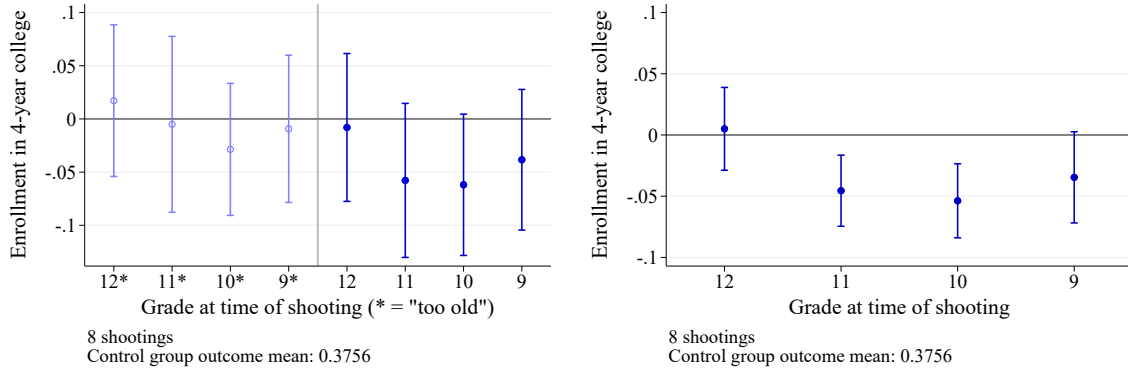 Enrollment in 4-year college
.1
.05
0
-.05
-.1
12* 11* 10* 9* 12 11 10 9
Grade at time of shooting (* = "too old")
8 shootings
Control group outcome mean: 0.3756
Enrollment in 4-year college
.1
.05
0
-.05
-.1
12 11 10 9
Grade at time of shooting
8 shootings
Control group outcome mean: 0.3756